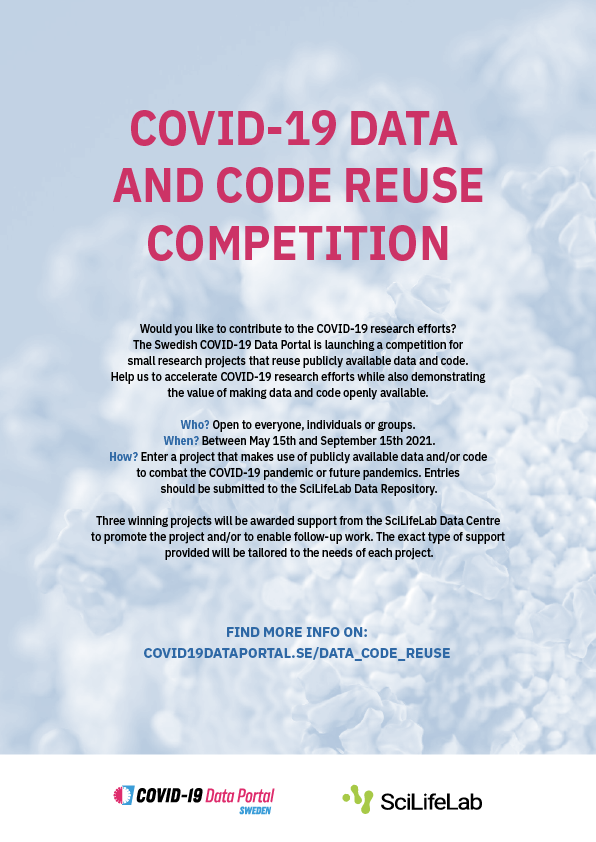 COVID-19 DATA
AND CODE REUSE
COMPETITION
Would you like to contribute to the COVID-19 research efforts?
The Swedish COVID-19 Data Portal is launching a competition for
small research projects that reuse publicly available data and code.
Help us to accelerate COVID-19 research efforts while also demonstrating
the value of making data and code openly available.
Who? Open to everyone, individuals or groups.
When? Between May 15th and September 15th 2021.
How? Enter a project that makes use of publicly available data and/or code
to combat the COVID-19 pandemic or future pandemics. Entries
should be submitted to the SciLifeLab Data Repository.
Three winning projects will be awarded support from the SciLifeLab Data Centre
to promote the project and/or to enable follow-up work. The exact type of support
provided will be tailored to the needs of each project.
FIND MORE INFO ON:
COVID19DATAPORTAL.SE/DATA_CODE_REUSE
COVID-19 Data Portal
SWEDEN
SciLifeLab